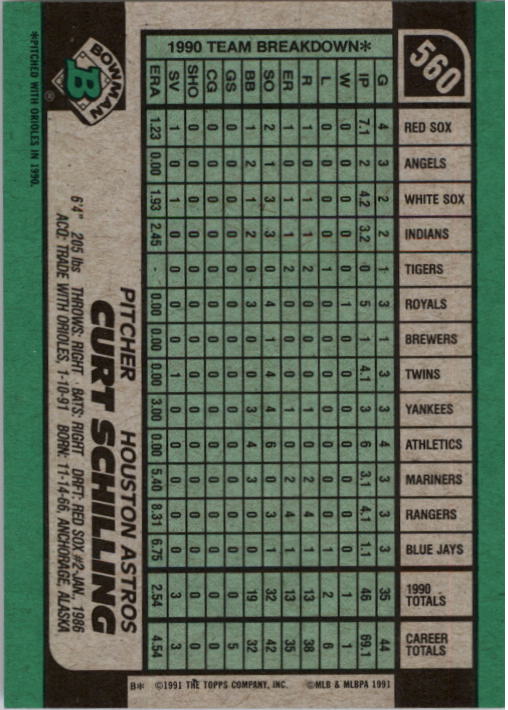 560
1990 TEAM BREAKDOWN*
G IP W L R ER SO BB GS CG SHO SV ERA
RED SOX 4 7.1 0 0 1 1 2 1 0 0 0 1 1.23
ANGELS 3 2 0 0 0 0 1 2 0 0 0 0 0.00
WHITE SOX 2 4.2 0 0 1 1 3 1 0 0 0 1 1.93
INDIANS 2 3.2 0 0 1 1 3 2 0 0 0 0 2.45
TIGERS 1 0 0 1 2 2 0 0 0 0 0 0 -
ROYALS 3 5 1 0 0 0 4 3 0 0 0 0 0.00
BREWERS 1 1 0 0 0 0 1 0 0 0 0 0 0.00
TWINS 3 4.1 0 0 0 0 4 0 0 0 0 1 0.00
YANKEES 3 3 0 0 1 1 4 3 0 0 0 0 3.00
ATHLETICS 4 6 0 0 0 0 6 4 0 0 0 0 0.00
MARINERS 3 3.1 0 0 2 2 0 3 0 0 0 0 5.40
RANGERS 3 4.1 0 0 4 4 3 0 0 0 0 0 8.31
BLUE JAYS 3 1.1 0 1 1 1 1 0 0 0 0 0 6.75
1990 TOTALS 35 46 1 2 13 13 32 19 0 0 0 3 2.54
CAREER TOTALS 44 69.1 1 6 38 35 42 32 5 0 0 3 4.54
PITCHER HOUSTON ASTROS
CURT SCHILLING
6'4" 205 lbs THROWS: RIGHT BATS: RIGHT DRFT: RED SOX #2-JAN, 1986
ACQ: TRADE WITH ORIOLES, 1-10-91 BORN: 11-14-66, ANCHORAGE, ALASKA
BOWMAN
B
®
*PITCHED WITH ORIOLES IN 1990.
B* ©1991 THE TOPPS COMPANY, INC. ©MLB & MLBPA 1991